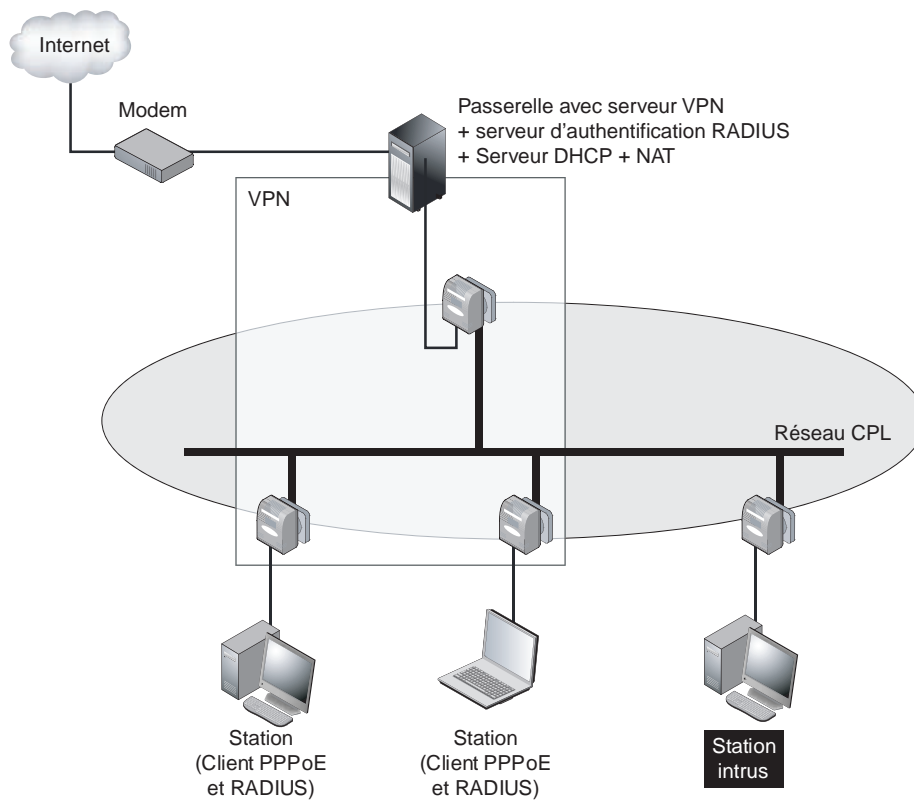 Internet
Modem
Passerelle avec serveur VPN
+ serveur d'authentification RADIUS
+ Serveur DHCP + NAT
VPN
Réseau CPL
Station
(Client PPPoE
et RADIUS)
Station
(Client PPPoE
et RADIUS)
Station
intrus